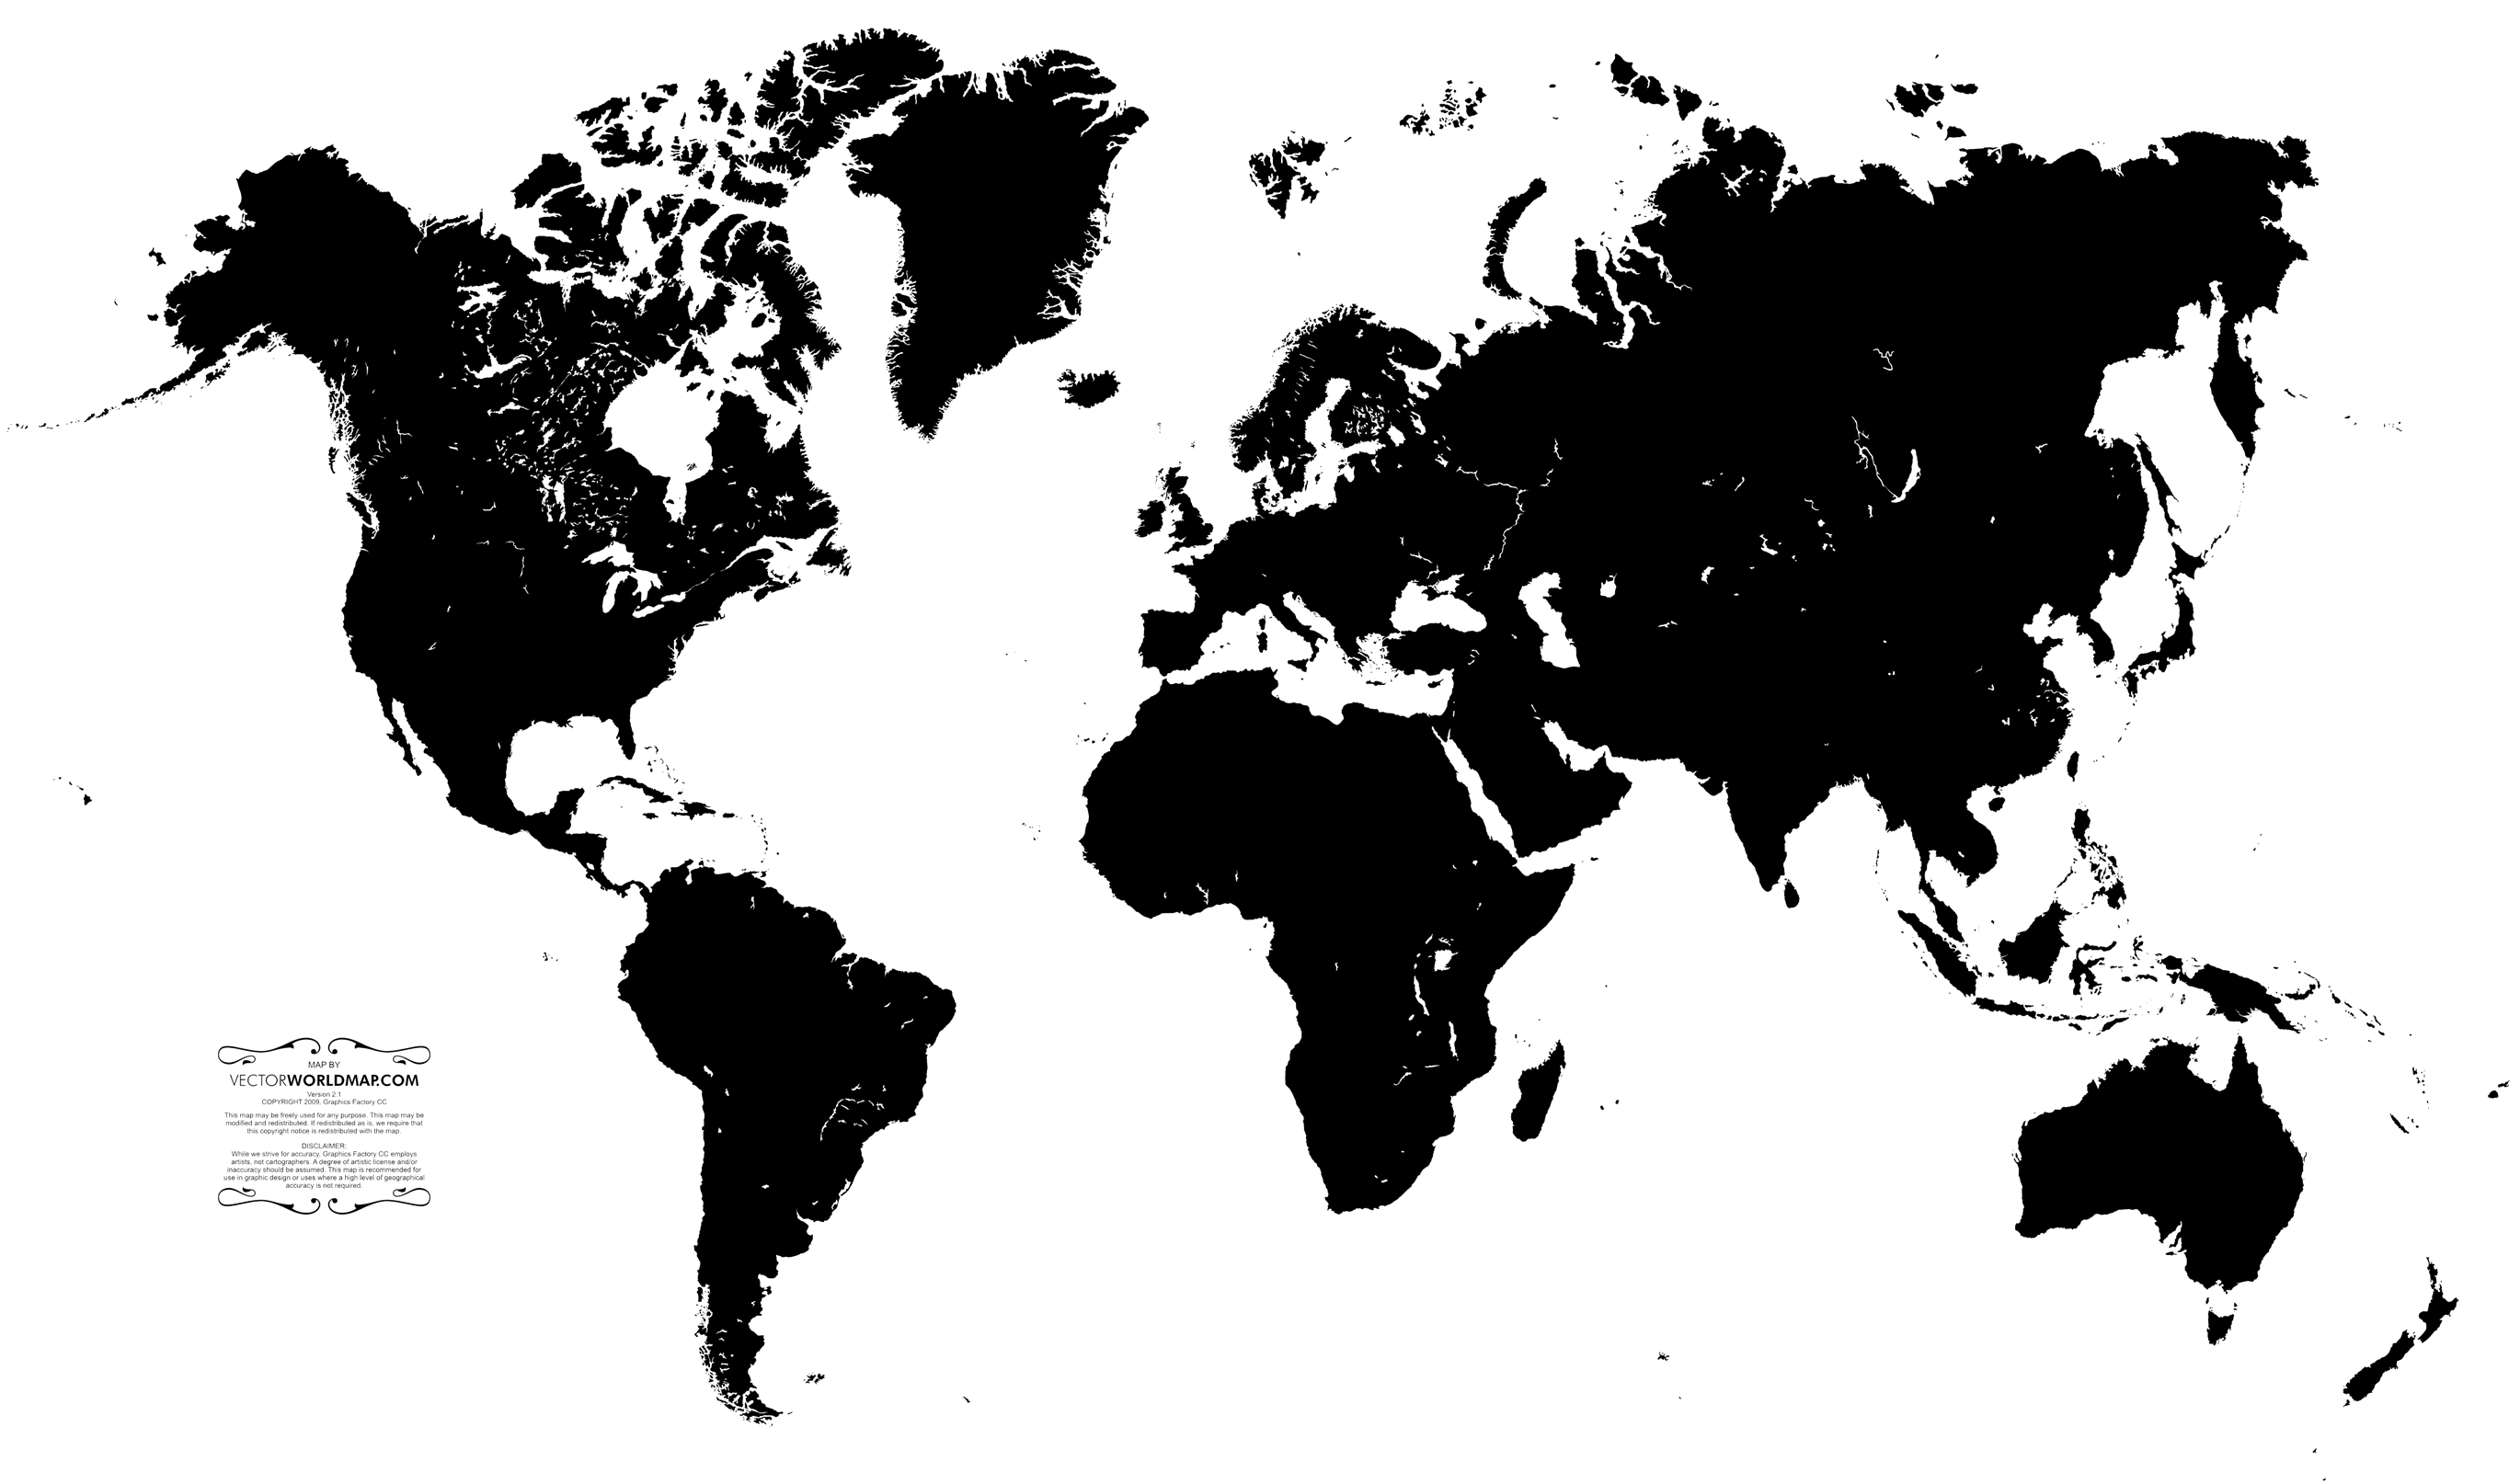 MAP BY
VECTORWORLDMAP.COM
Version 2.1
COPYRIGHT 2009, Graphics Factory CC
This map may be freely used for any purpose. This map may be
modified and redistributed. If redistributed as is, we require that
this copyright notice is redistributed with the map.
DISCLAIMER:
While we strive for accuracy, Graphics Factory CC employs
artists, not cartographers. A degree of artistic license and/or
inaccuracy should be assumed. This map is recommended for
use in graphic design or uses where a high level of geographical
accuracy is not required.